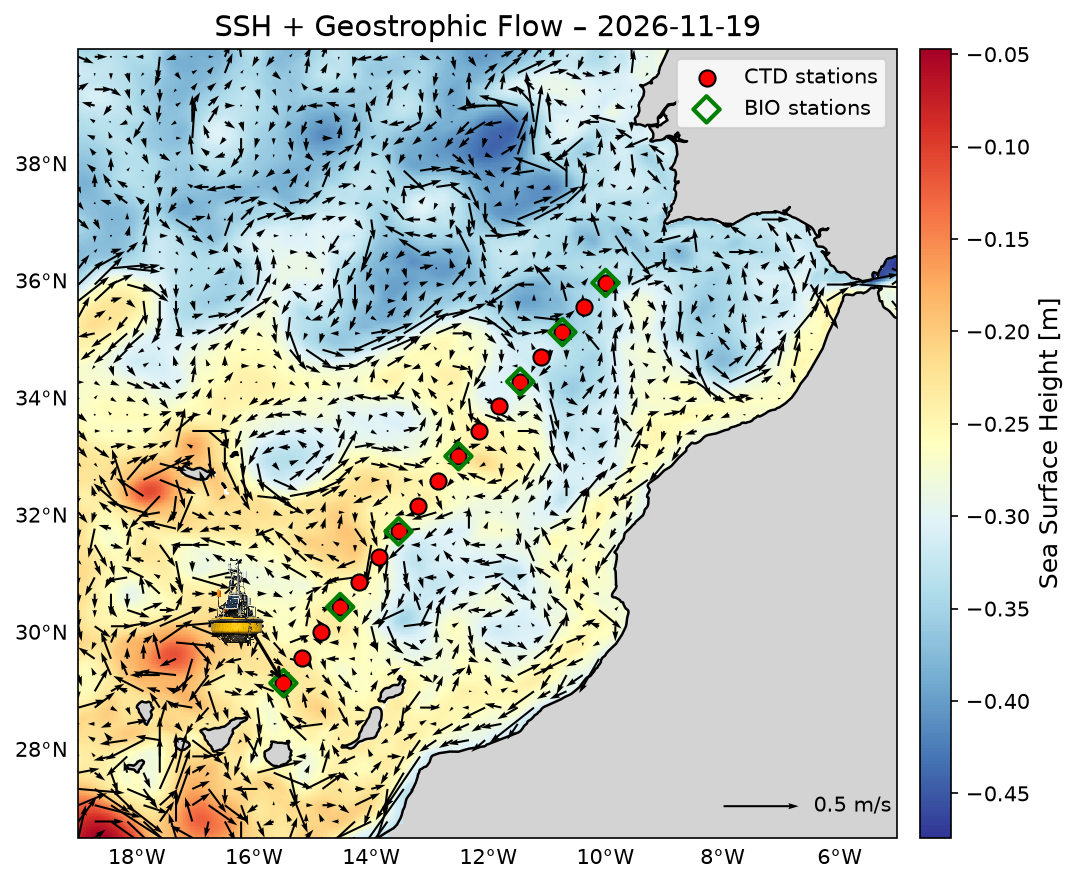 SSH + Geostrophic Flow – 2026-11-19
CTD stations
BIO stations
38°N
36°N
34°N
32°N
30°N
28°N
18°W
16°W
14°W
12°W
10°W
8°W
6°W
0.5 m/s
−0.05
−0.10
−0.15
−0.20
−0.25
−0.30
−0.35
−0.40
−0.45
Sea Surface Height [m]